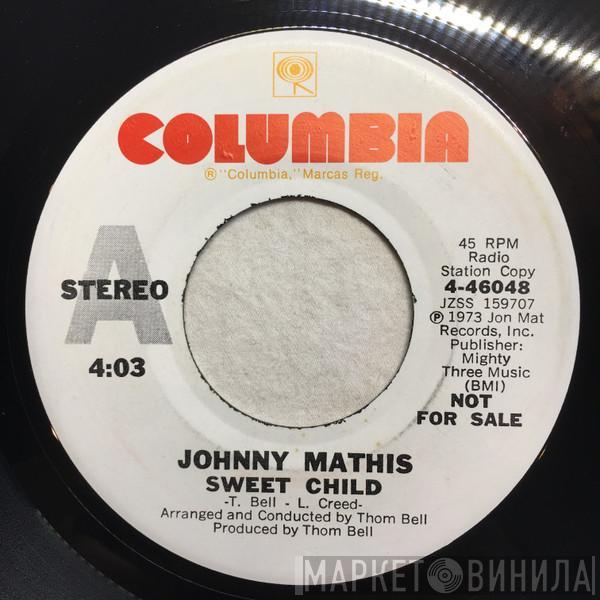 COLUMBIA
® "Columbia," Marcas Reg.
A
STEREO
4:03
45 RPM
Radio
Station Copy
4-46048
JZSS 159707
℗ 1973 Jon Mat
Records, Inc.
Publisher:
Mighty
Three Music
(BMI)
NOT
FOR SALE
JOHNNY MATHIS
SWEET CHILD
-T. Bell - L. Creed-
Arranged and Conducted by Thom Bell
Produced by Thom Bell
МАРКЕТ ВИНИЛА